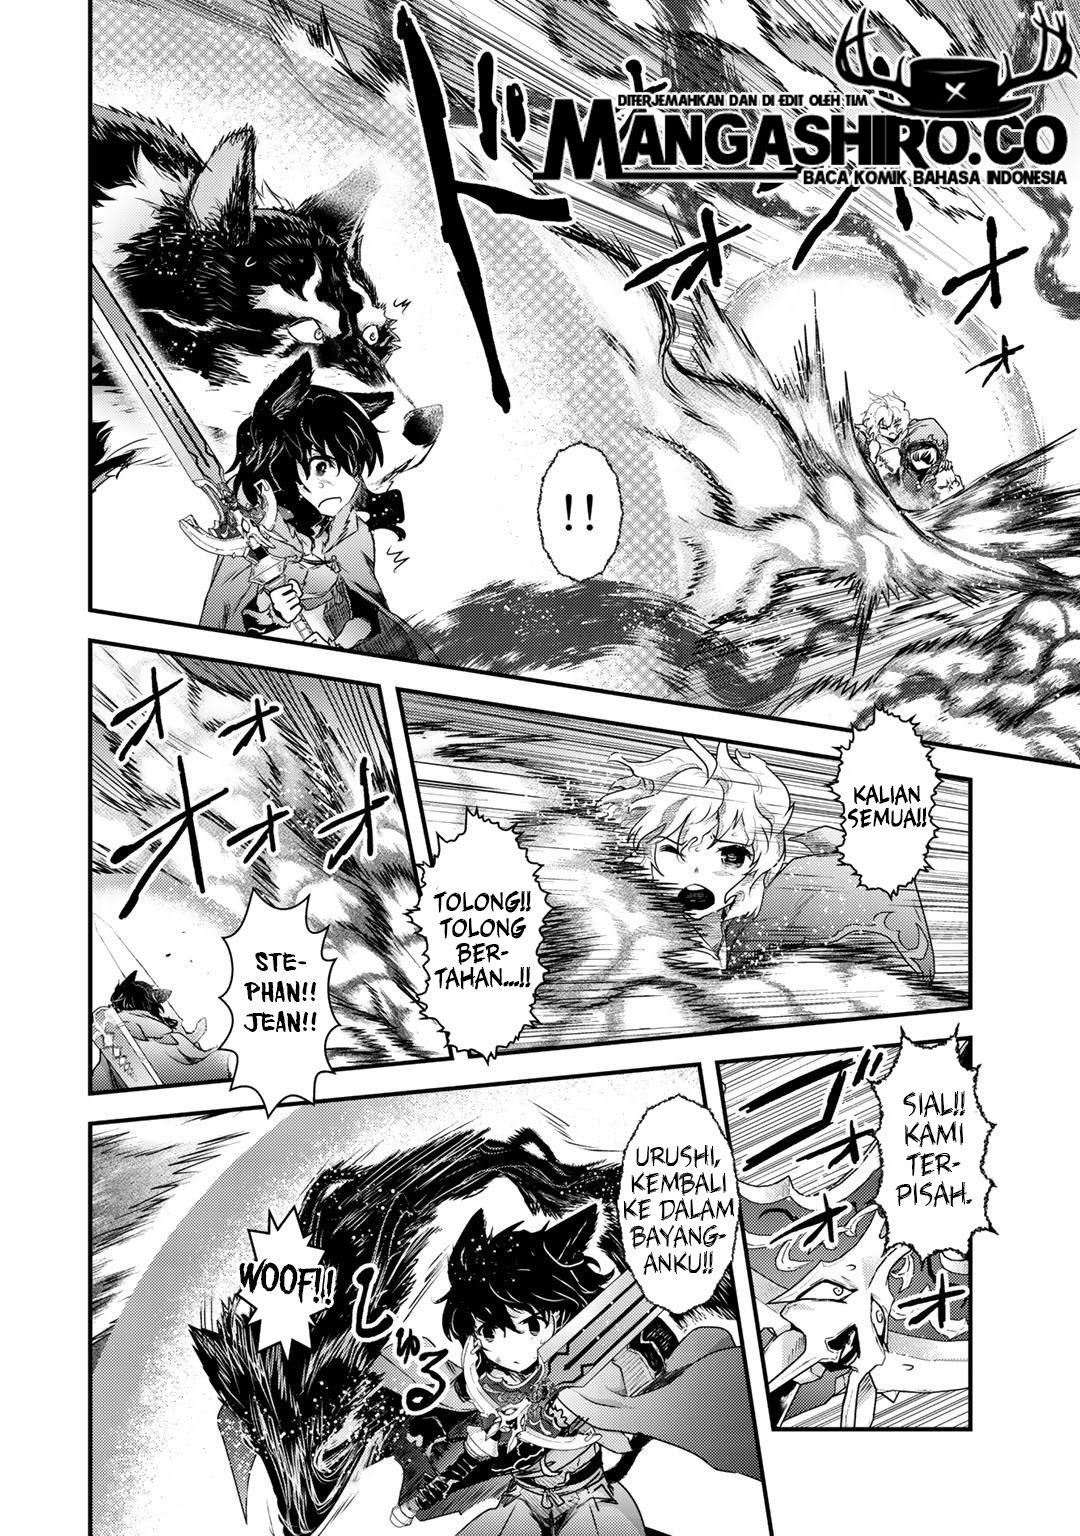 DITERJEMAHKAN DAN DI EDIT OLEH TIM
MANGASHIRO.CO
BACA KOMIK BAHASA INDONESIA
ド
ド
オ
オ
!!
KALIAN
SEMUA!!
TOLONG!!
TOLONG
BER-
TAHAN...!!
オ
オ
オ
オ
STE-
PHAN!!
JEAN!!
SIAL!!
KAMI
TER-
PISAH.
ゴ
オ
オ
URUSHI,
KEMBALI
KE DALAM
BAYANG-
ANKU!!
WOOF!!
しゅる